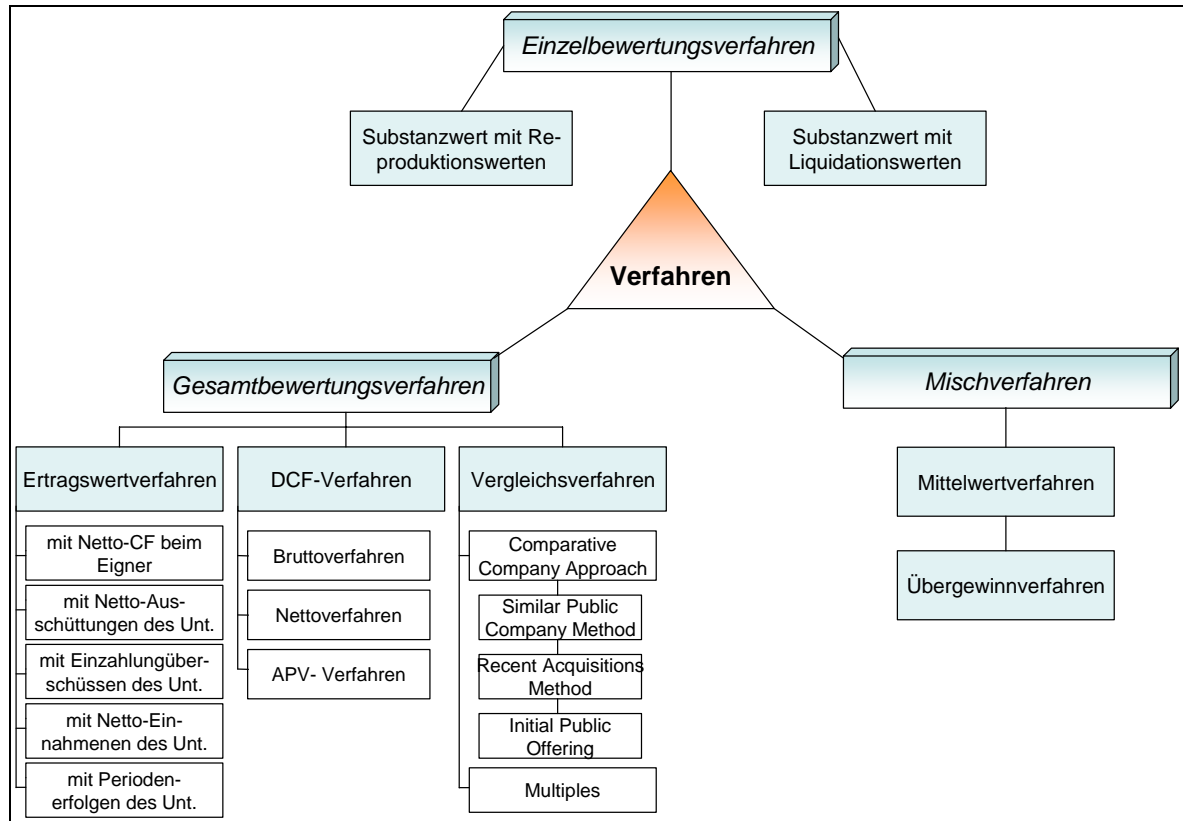 Einzelbewertungsverfahren
Substanzwert mit Re-
produktionswerten
Substanzwert mit
Liquidationswerten
Verfahren
Gesamtbewertungsverfahren
Mischverfahren
Ertragswertverfahren
mit Netto-CF beim
Eigner
mit Netto-Aus-
schüttungen des Unt.
mit Einzahlungüber-
schüssen des Unt.
mit Netto-Ein-
nahmenen des Unt.
mit Perioden-
erfolgen des Unt.
DCF-Verfahren
Bruttoverfahren
Nettoverfahren
APV- Verfahren
Vergleichsverfahren
Comparative
Company Approach
Similar Public
Company Method
Recent Acquisitions
Method
Initial Public
Offering
Multiples
Mittelwertverfahren
Übergewinnverfahren